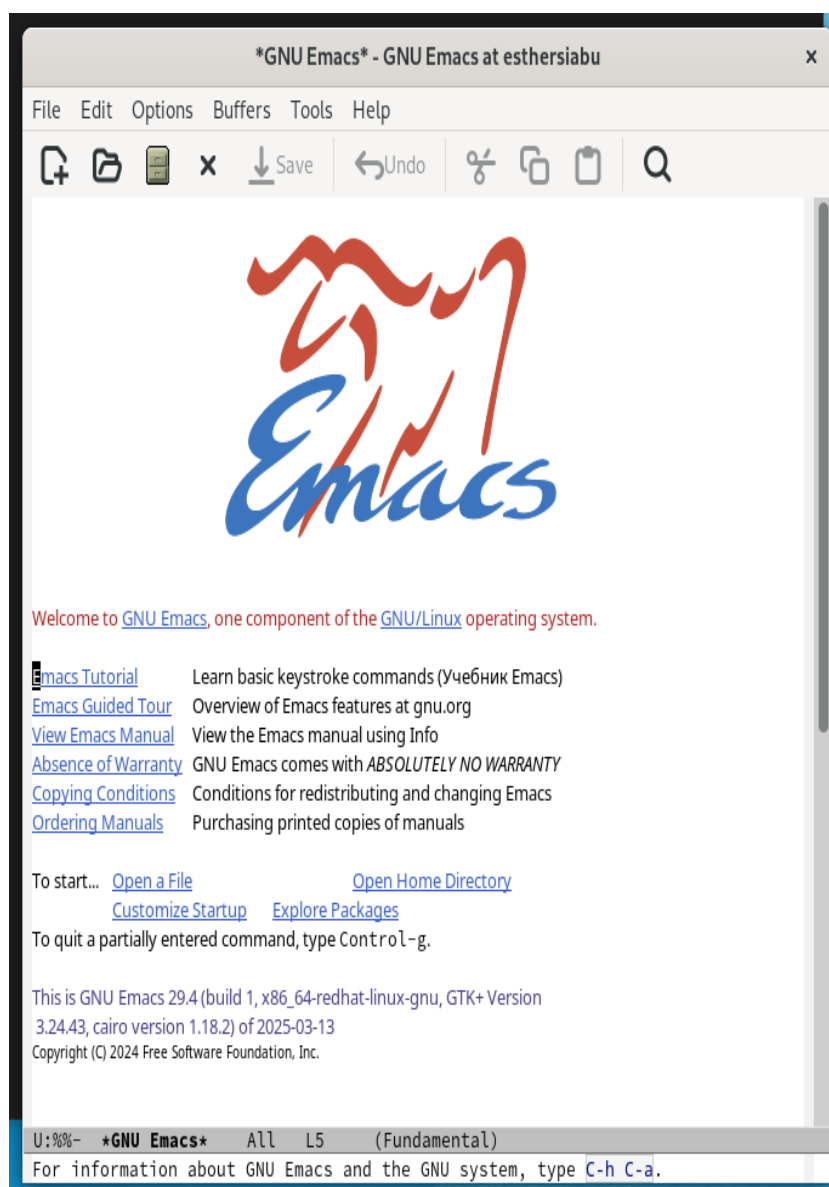 *GNU Emacs* - GNU Emacs at esthersiabu x
File Edit Options Buffers Tools Help
Save Undo
Emacs
Welcome to GNU Emacs, one component of the GNU/Linux operating system.
Emacs Tutorial Learn basic keystroke commands (Учебник Emacs)
Emacs Guided Tour Overview of Emacs features at gnu.org
View Emacs Manual View the Emacs manual using Info
Absence of Warranty GNU Emacs comes with ABSOLUTELY NO WARRANTY
Copying Conditions Conditions for redistributing and changing Emacs
Ordering Manuals Purchasing printed copies of manuals
To start... Open a File Open Home Directory
Customize Startup Explore Packages
To quit a partially entered command, type Control-g.
This is GNU Emacs 29.4 (build 1, x86_64-redhat-linux-gnu, GTK+ Version
3.24.43, cairo version 1.18.2) of 2025-03-13
Copyright (C) 2024 Free Software Foundation, Inc.
U:%%- *GNU Emacs* All L5 (Fundamental)
For information about GNU Emacs and the GNU system, type C-h C-a.